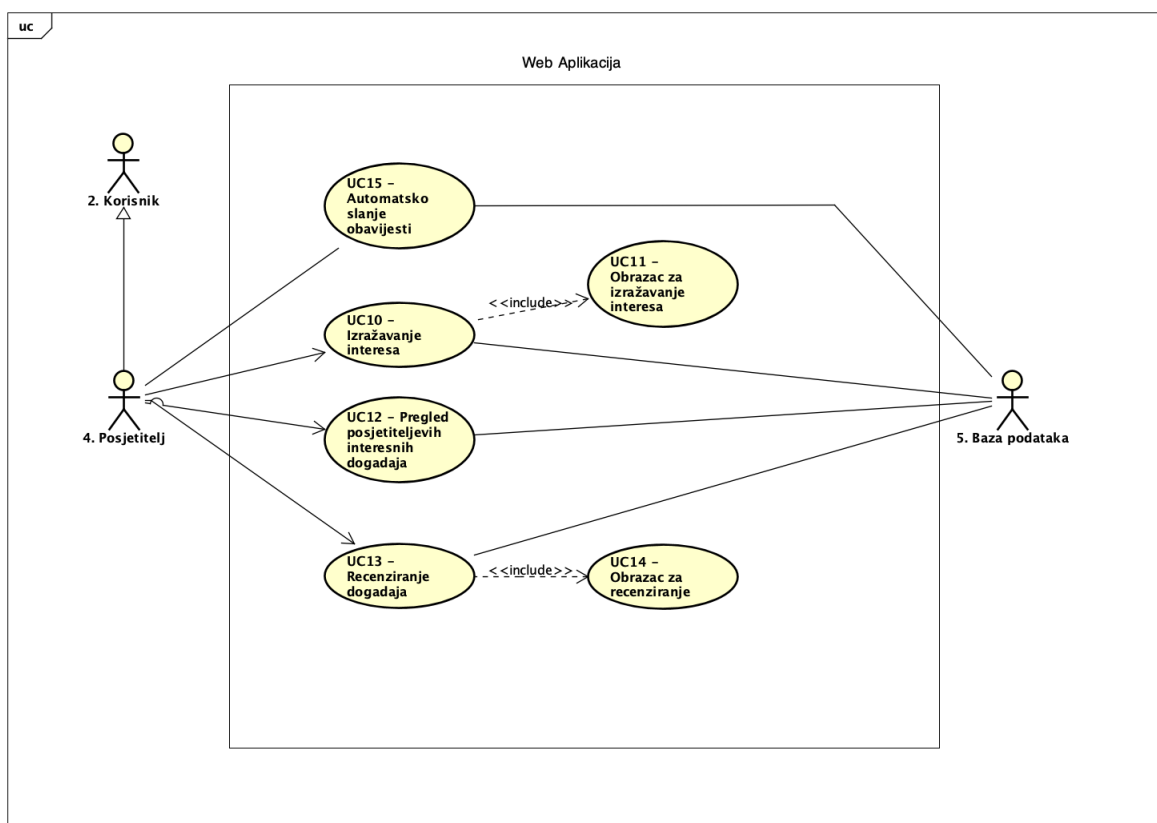 uc
Web Aplikacija
2. Korisnik
UC15 –
Automatsko
slanje
obavijesti
UC11 –
Obrazac za
izražavanje
interesa
<<include>>
UC10 –
Izražavanje
interesa
4. Posjetitelj
UC12 – Pregled
posjetiteljevih
interesnih
događaja
5. Baza podataka
UC13 –
Recenziranje
događaja
<<include>>
UC14 –
Obrazac za
recenziranje